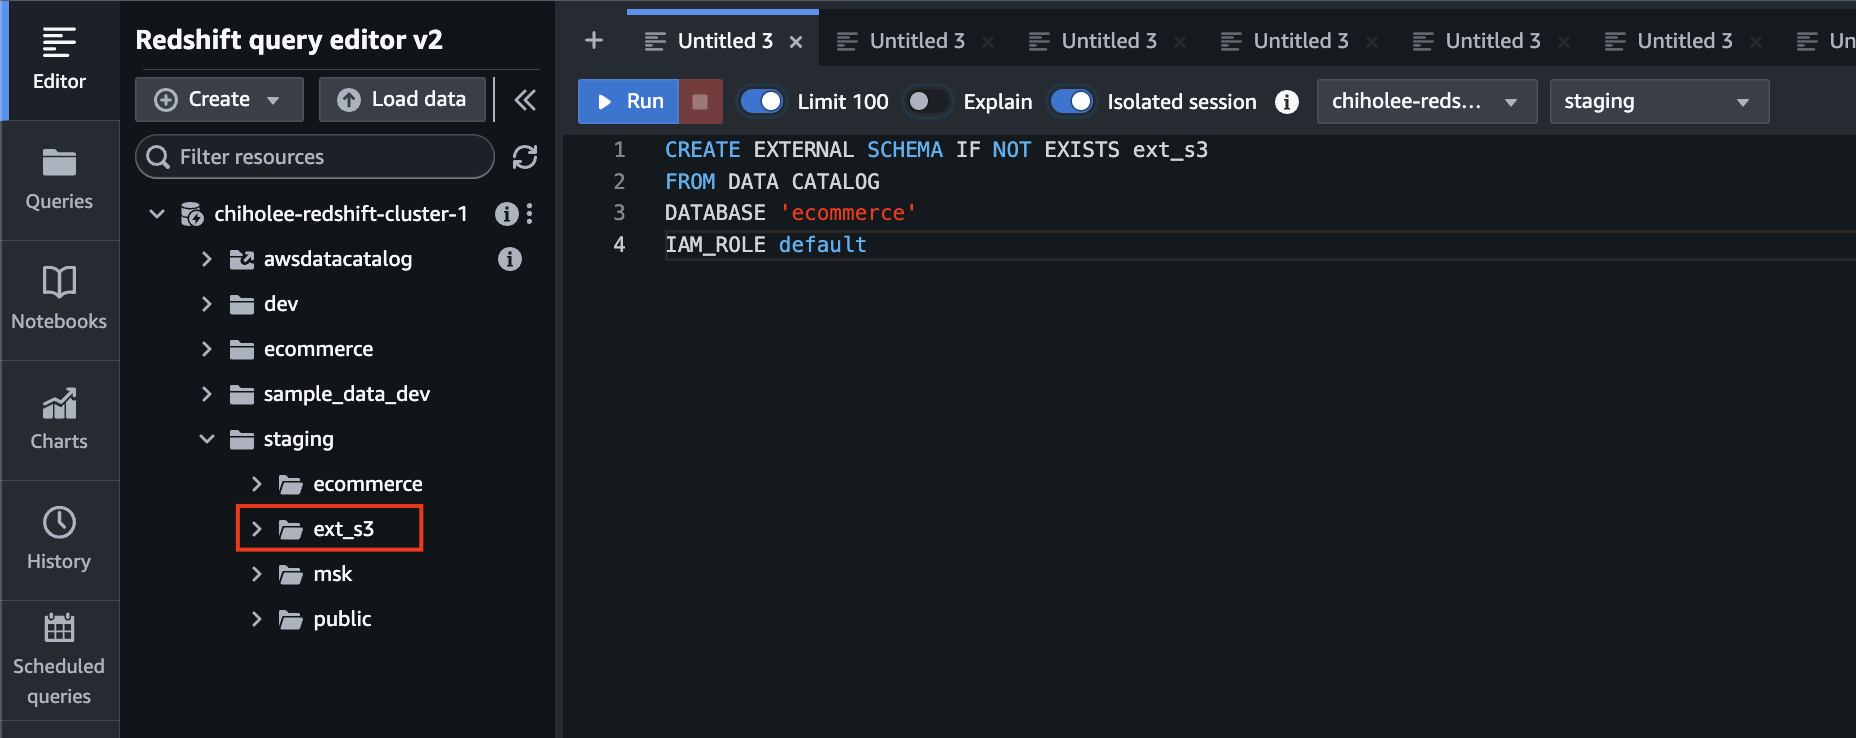 Editor
Queries
Notebooks
Charts
History
Scheduled
queries
Redshift query editor v2
Create
Load data
Filter resources
chiholee-redshift-cluster-1
awsdatacatalog
dev
ecommerce
sample_data_dev
staging
ecommerce
ext_s3
msk
public
Untitled 3 Untitled 3 Untitled 3 Untitled 3 Untitled 3 Untitled 3 Un
Run Limit 100 Explain Isolated session chiholee-reds... staging
1 CREATE EXTERNAL SCHEMA IF NOT EXISTS ext_s3
2 FROM DATA CATALOG
3 DATABASE 'ecommerce'
4 IAM_ROLE default